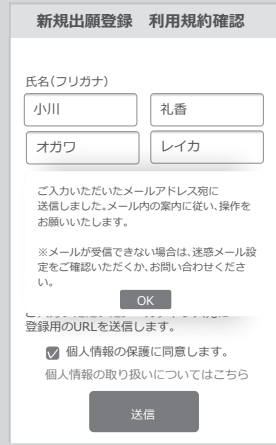 新規出願登録　利用規約確認
氏名(フリガナ)
小川　礼香
オガワ　レイカ
ご入力いただいたメールアドレス宛に
送信しました。メール内の案内に従い、操作を
お願いいたします。
※メールが受信できない場合は、迷惑メール設
定をご確認いただくか、お問い合わせくださ
い。
OK
登録用のURLを送信します。
個人情報の保護に同意します。
個人情報の取り扱いについてはこちら
送信